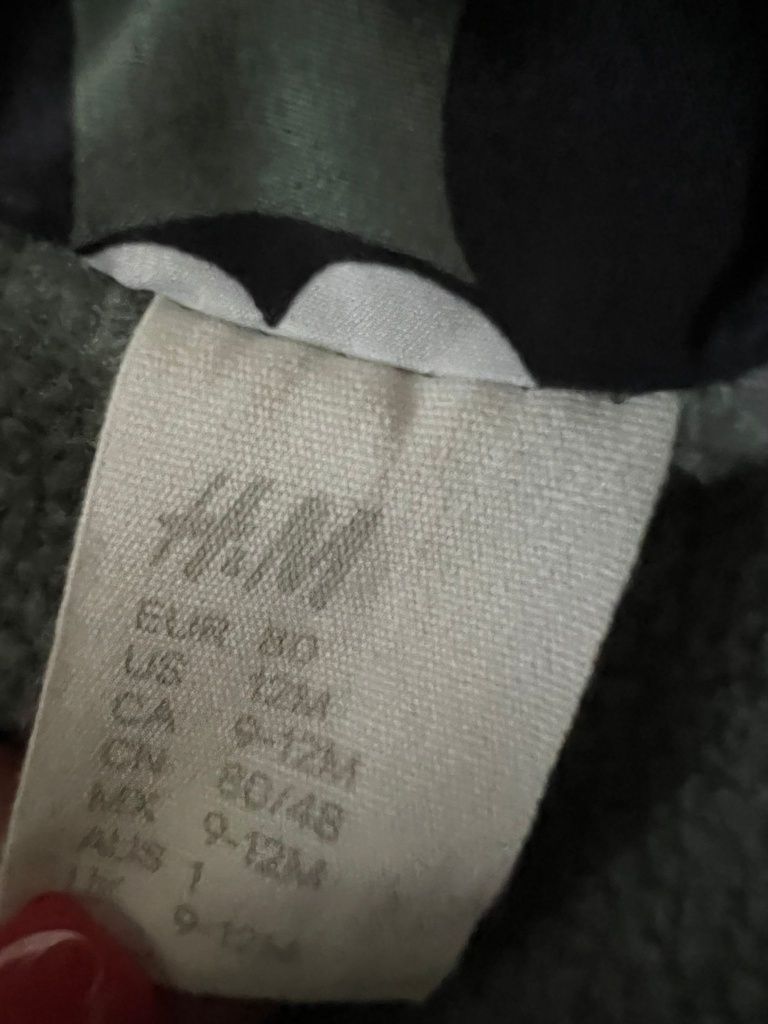 H&M
EUR 80
US 12M
CA 9-12M
CN 80/48
MX 9-12M
AUS 1
UK 9-12M